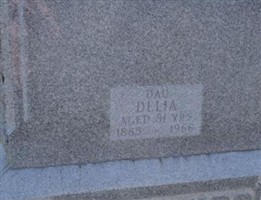 DAU
DELIA
AGED 81 YRS
1885 - 1966